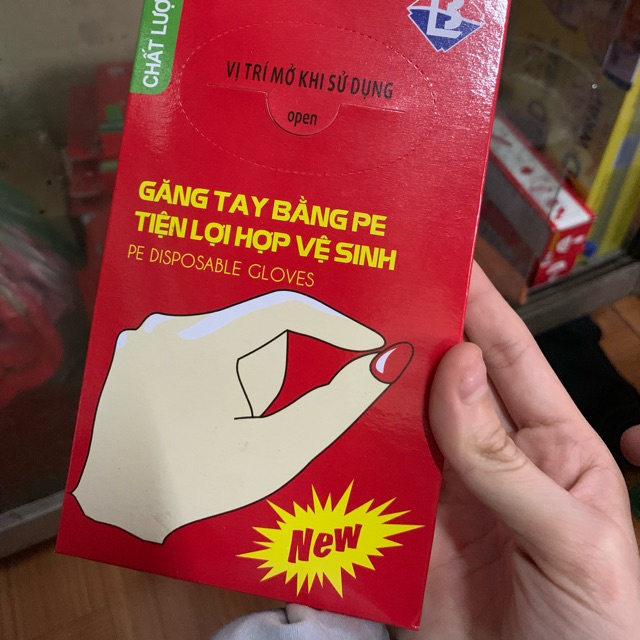 CHẤT LƯỢ
VỊ TRÍ MỞ KHI SỬ DỤNG
open
GĂNG TAY BẰNG PE
TIỆN LỢI HỢP VỆ SINH
PE DISPOSABLE GLOVES
New